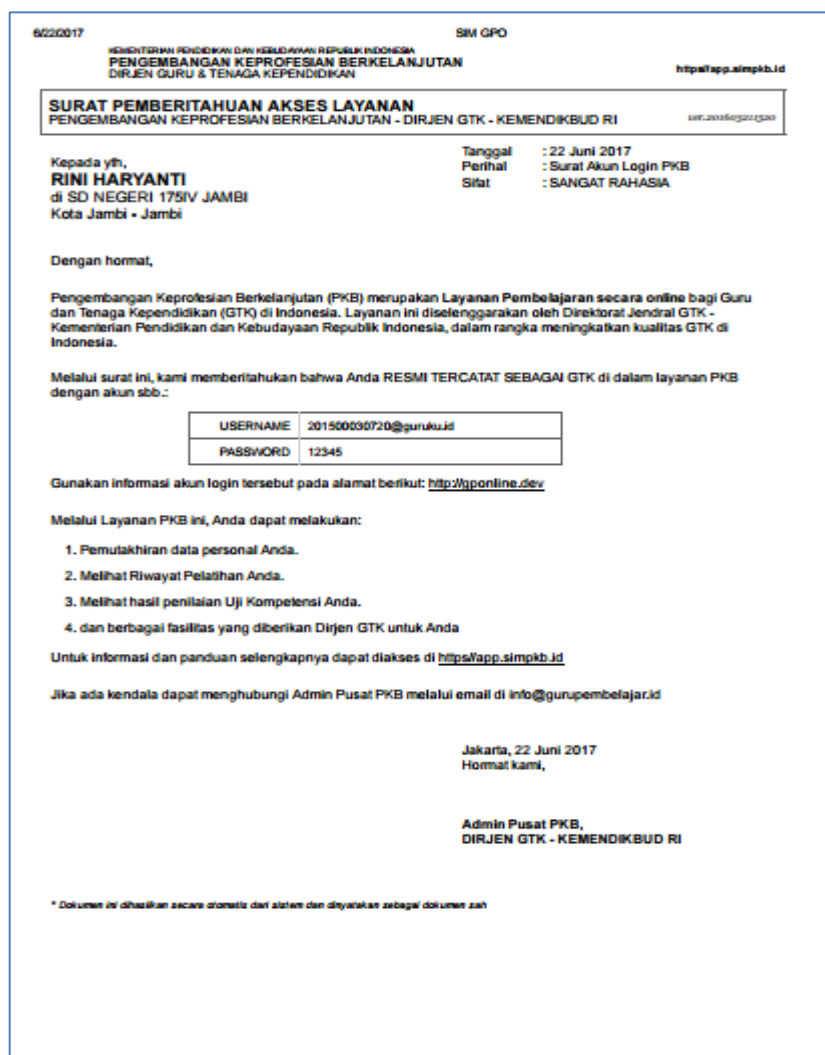 6/22/2017 SIM GPO
KEMENTERIAN PENDIDIKAN DAN KEBUDAYAAN REPUBLIK INDONESIA
PENGEMBANGAN KEPROFESIAN BERKELANJUTAN
DIRJEN GURU & TENAGA KEPENDIDIKAN
https//app.simpkb.id
SURAT PEMBERITAHUAN AKSES LAYANAN
PENGEMBANGAN KEPROFESIAN BERKELANJUTAN - DIRJEN GTK - KEMENDIKBUD RI
ver.201603211320
Tanggal : 22 Juni 2017
Perihal : Surat Akun Login PKB
Sifat : SANGAT RAHASIA
Kepada yth,
RINI HARYANTI
di SD NEGERI 175IV JAMBI
Kota Jambi - Jambi
Dengan hormat,
Pengembangan Keprofesian Berkelanjutan (PKB) merupakan Layanan Pembelajaran secara online bagi Guru
dan Tenaga Kependidikan (GTK) di Indonesia. Layanan ini diselenggarakan oleh Direktorat Jendral GTK -
Kementerian Pendidikan dan Kebudayaan Republik Indonesia, dalam rangka meningkatkan kualitas GTK di
Indonesia.
Melalui surat ini, kami memberitahukan bahwa Anda RESMI TERCATAT SEBAGAI GTK di dalam layanan PKB
dengan akun sbb.:
USERNAME 201500030720@guruku.id
PASSWORD 12345
Gunakan informasi akun login tersebut pada alamat berikut: http://gponline.dev
Melalui Layanan PKB ini, Anda dapat melakukan:
1. Pemutakhiran data personal Anda.
2. Melihat Riwayat Pelatihan Anda.
3. Melihat hasil penilaian Uji Kompetensi Anda.
4. dan berbagai fasilitas yang diberikan Dirjen GTK untuk Anda
Untuk informasi dan panduan selengkapnya dapat diakses di https//app.simpkb.id
Jika ada kendala dapat menghubungi Admin Pusat PKB melalui email di info@gurupembelajar.id
Jakarta, 22 Juni 2017
Hormat kami,
Admin Pusat PKB,
DIRJEN GTK - KEMENDIKBUD RI
* Dokumen ini dihasilkan secara otomatis dari sistem dan dinyatakan sebagai dokumen sah